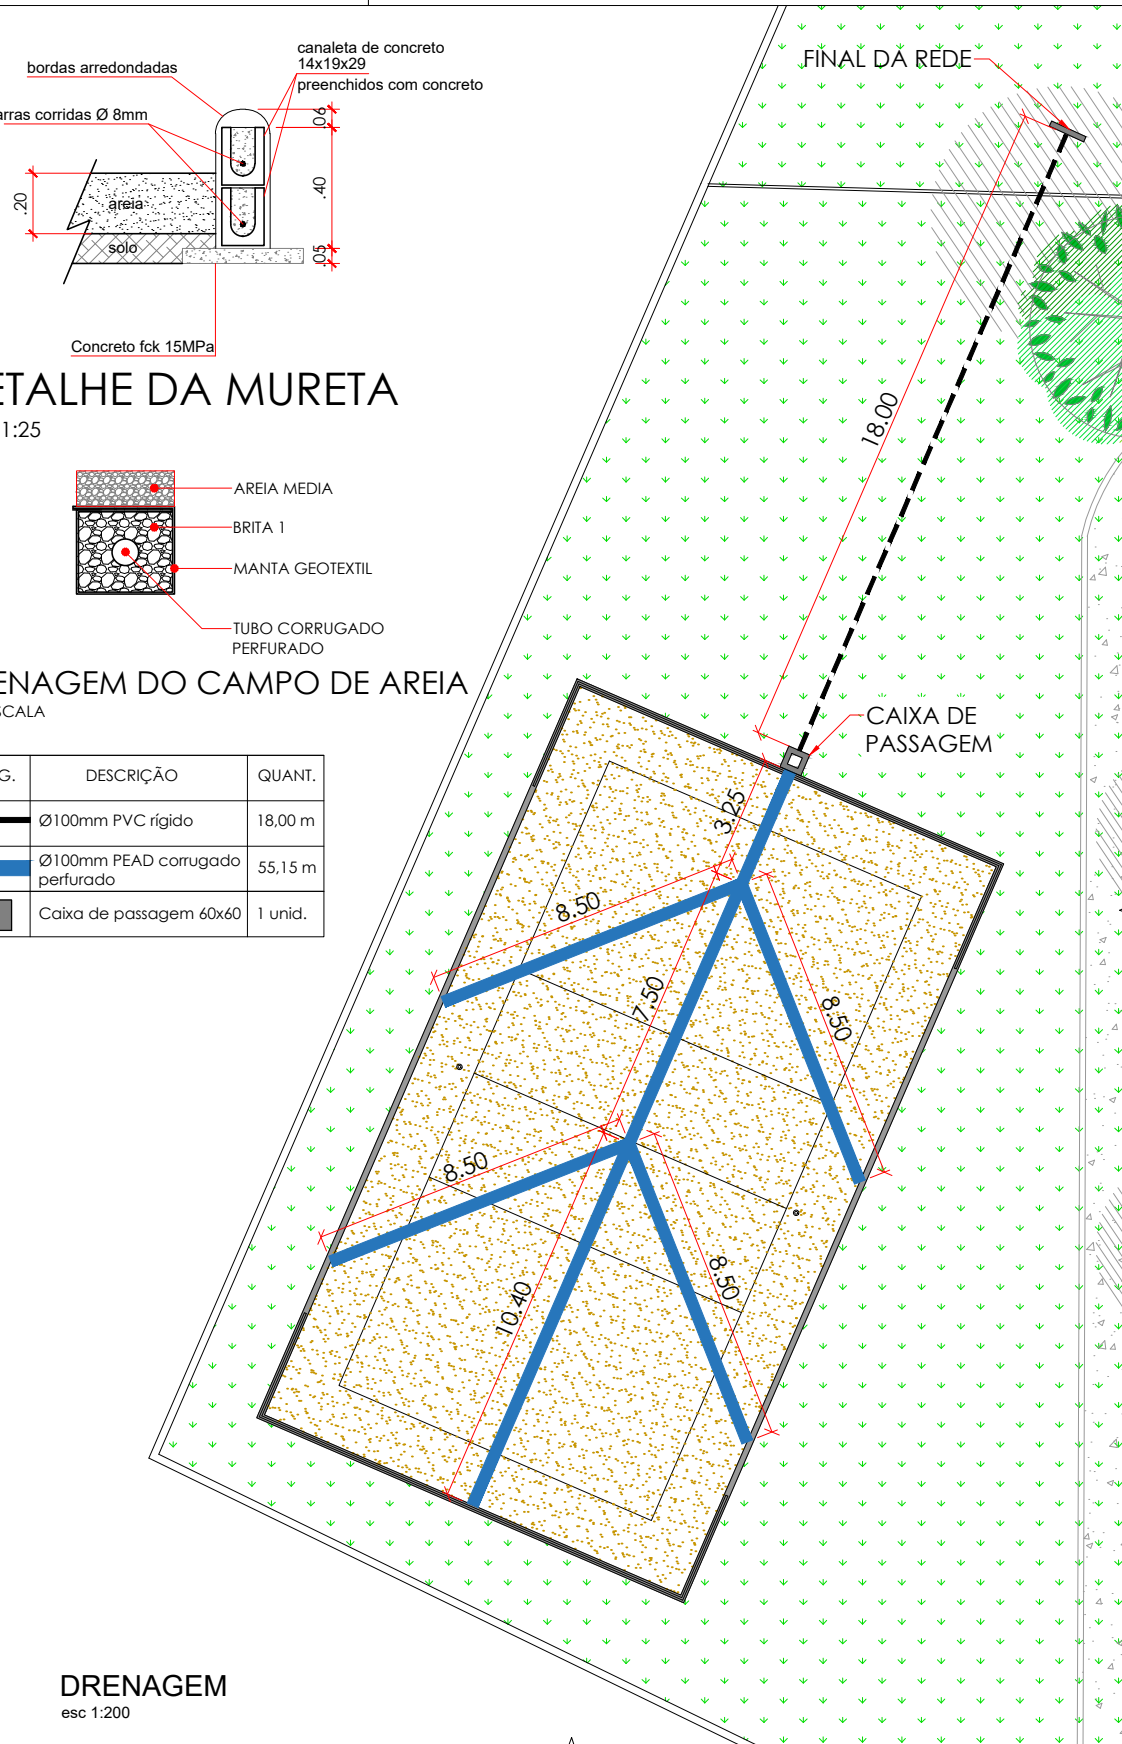 canaleta de concreto
14x19x29
preenchidos com concreto
bordas arredondadas
arras corridas Ø 8mm
.06
.40
.05
.20
areia
solo
Concreto fck 15MPa
ETALHE DA MURETA
1:25
AREIA MEDIA
BRITA 1
MANTA GEOTEXTIL
TUBO CORRUGADO
PERFURADO
ENAGEM DO CAMPO DE AREIA
SCALA
G. DESCRIÇÃO QUANT.
Ø100mm PVC rígido 18,00 m
Ø100mm PEAD corrugado
perfurado 55,15 m
Caixa de passagem 60x60 1 unid.
FINAL DA REDE
18.00
CAIXA DE
PASSAGEM
3.25
8.50
7.50
8.50
8.50
8.50
10.40
DRENAGEM
esc 1:200